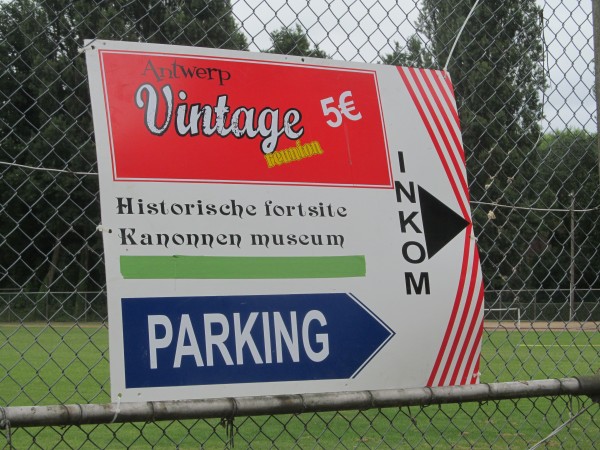 Antwerp
Vintage
reunion
5€
Historische fortsite
Kanonnen museum
PARKING
INKOM